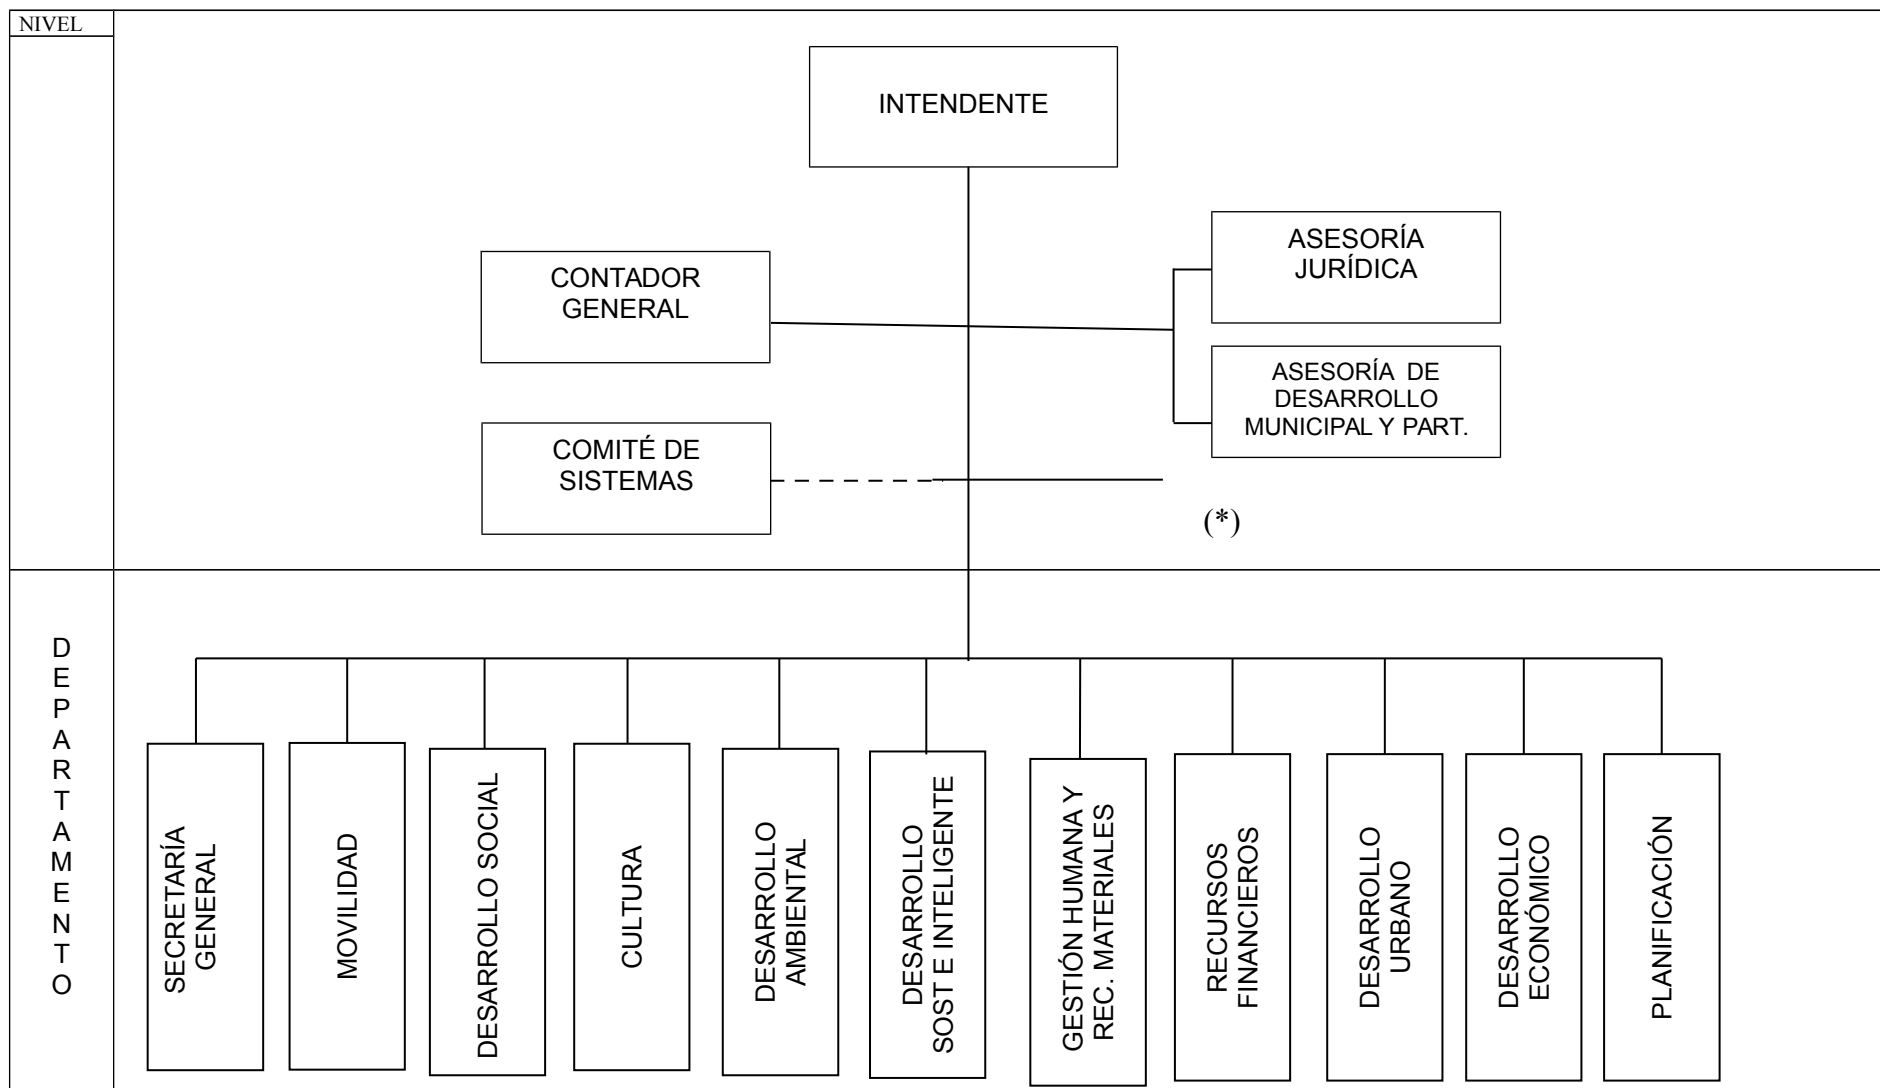 NIVEL
INTENDENTE
ASESORÍA
JURÍDICA
CONTADOR
GENERAL
ASESORÍA DE
DESARROLLO
MUNICIPAL Y PART.
COMITÉ DE
SISTEMAS
(*)
D
E
P
A
R
T
A
M
E
N
T
O
SECRETARÍA
GENERAL
MOVILIDAD
DESARROLLO SOCIAL
CULTURA
DESARROLLO
AMBIENTAL
DESARROLLO
SOST E INTELIGENTE
GESTIÓN HUMANA Y
REC. MATERIALES
RECURSOS
FINANCIEROS
DESARROLLO
URBANO
DESARROLLO
ECONÓMICO
PLANIFICACIÓN